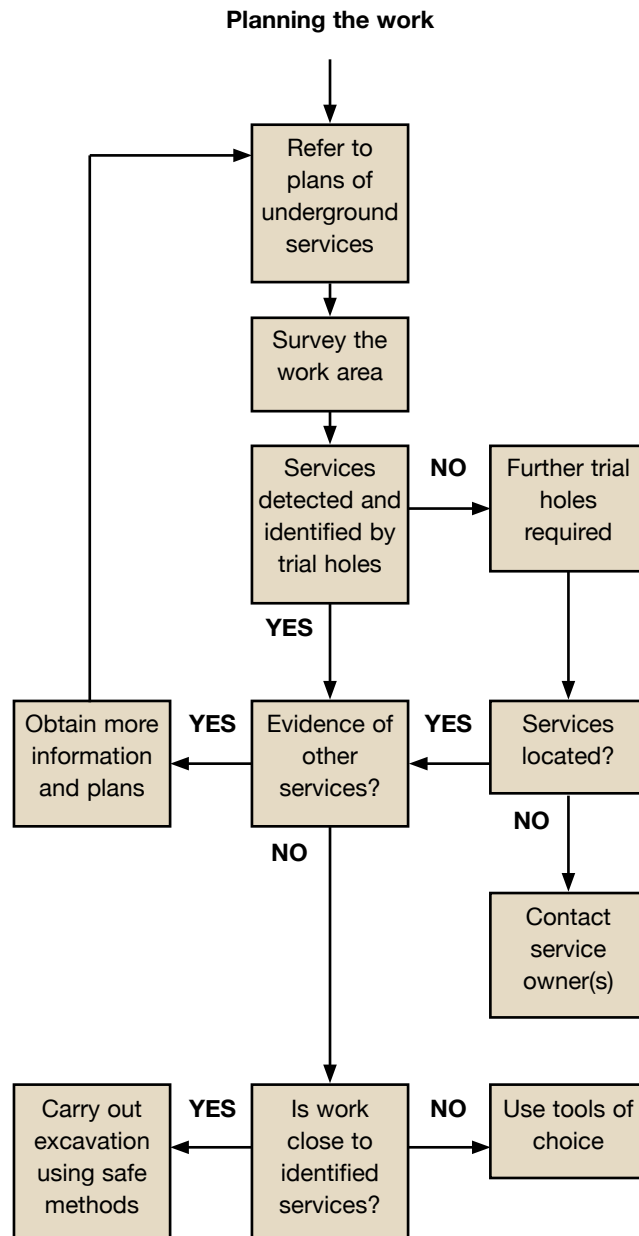 Planning the work
Refer to
plans of
underground
services
Survey the
work area
Services
detected and
identified by
trial holes
NO
Further trial
holes
required
YES
Obtain more
information
and plans
YES
Evidence of
other
services?
YES
Services
located?
NO
NO
Contact
service
owner(s)
Carry out
excavation
using safe
methods
YES
Is work
close to
identified
services?
NO
Use tools of
choice